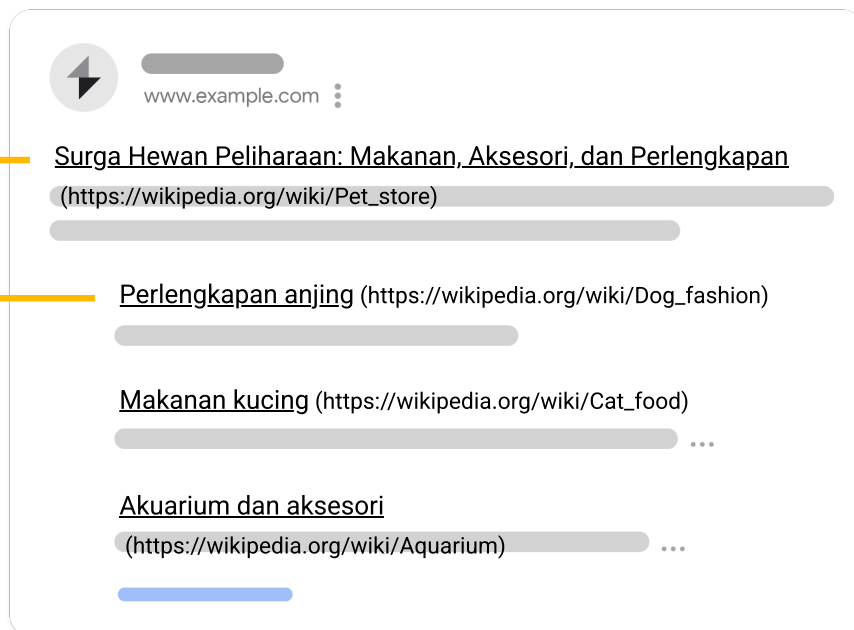 www.example.com
Surga Hewan Peliharaan: Makanan, Aksesori, dan Perlengkapan
(https://wikipedia.org/wiki/Pet_store)
Perlengkapan anjing (https://wikipedia.org/wiki/Dog_fashion)
Makanan kucing (https://wikipedia.org/wiki/Cat_food)
...
Akuarium dan aksesori
(https://wikipedia.org/wiki/Aquarium)
...